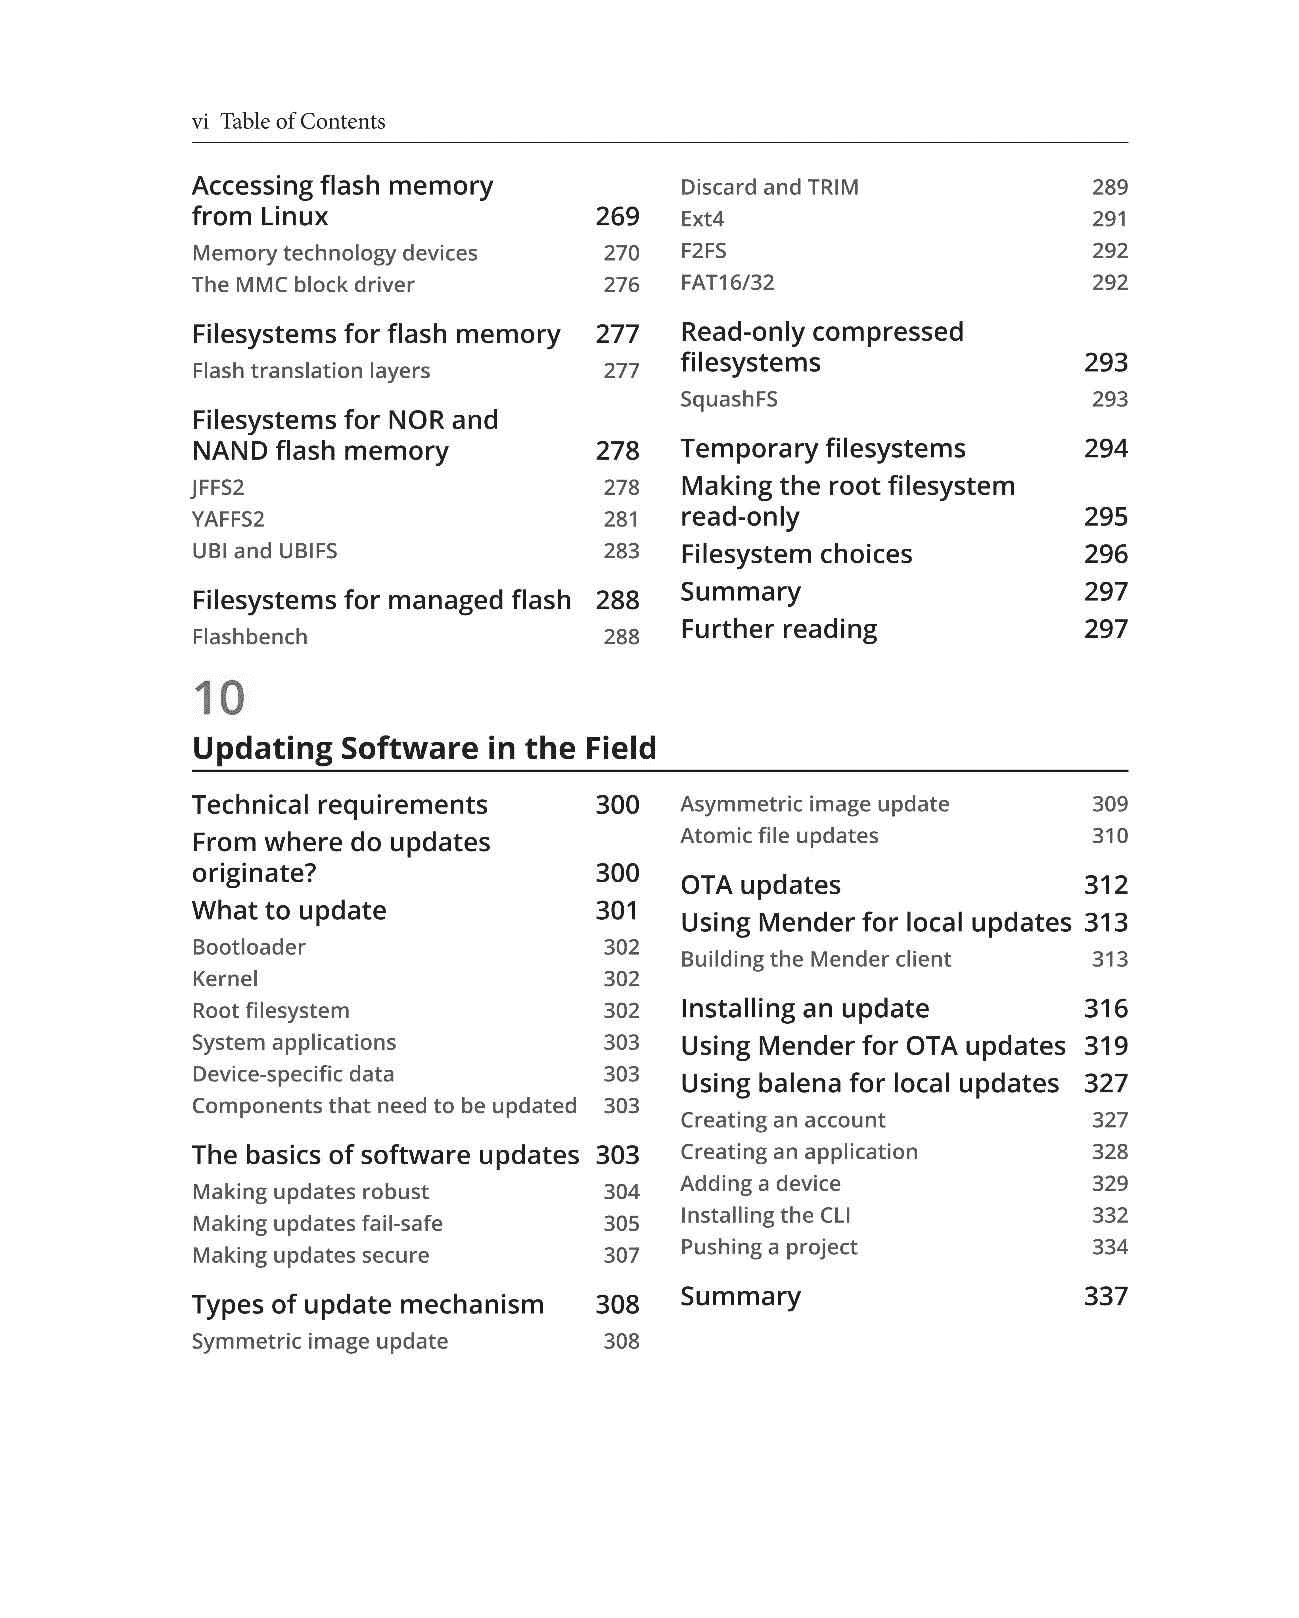 vi Table of Contents
Accessing flash memory
from Linux 269
Memory technology devices 270
The MMC block driver 276
Filesystems for flash memory 277
Flash translation layers 277
Filesystems for NOR and
NAND flash memory 278
JFFS2 278
YAFFS2 281
UBI and UBIFS 283
Filesystems for managed flash 288
Flashbench 288
Discard and TRIM 289
Ext4 291
F2FS 292
FAT16/32 292
Read-only compressed
filesystems 293
SquashFS 293
Temporary filesystems 294
Making the root filesystem
read-only 295
Filesystem choices 296
Summary 297
Further reading 297
10
Updating Software in the Field
Technical requirements 300
From where do updates
originate? 300
What to update 301
Bootloader 302
Kernel 302
Root filesystem 302
System applications 303
Device-specific data 303
Components that need to be updated 303
The basics of software updates 303
Making updates robust 304
Making updates fail-safe 305
Making updates secure 307
Types of update mechanism 308
Symmetric image update 308
Asymmetric image update 309
Atomic file updates 310
OTA updates 312
Using Mender for local updates 313
Building the Mender client 313
Installing an update 316
Using Mender for OTA updates 319
Using balena for local updates 327
Creating an account 327
Creating an application 328
Adding a device 329
Installing the CLI 332
Pushing a project 334
Summary 337